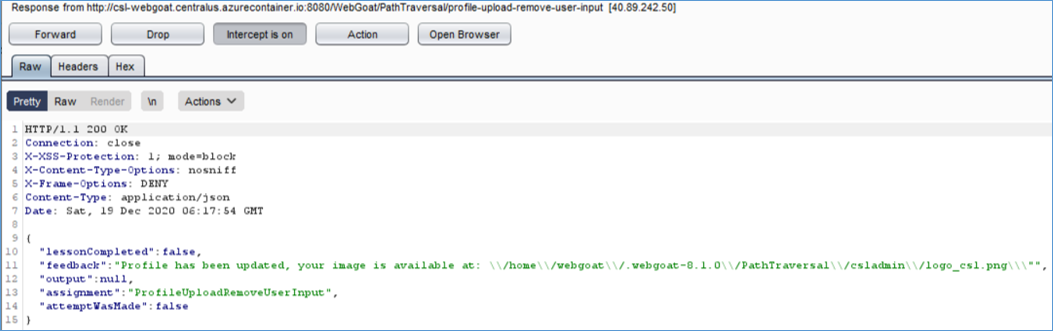 Response from http://csl-webgoat.centralus.azurecontainer.io:8080/WebGoat/PathTraversal/profile-upload-remove-user-input [40.89.242.50]
Forward Drop Intercept is on Action Open Browser
Raw Headers Hex
Pretty Raw Render \n Actions
1 HTTP/1.1 200 OK
2 Connection: close
3 X-XSS-Protection: 1; mode=block
4 X-Content-Type-Options: nosniff
5 X-Frame-Options: DENY
6 Content-Type: application/json
7 Date: Sat, 19 Dec 2020 06:17:54 GMT
8
9 {
10 "lessonCompleted":false,
11 "feedback":"Profile has been updated, your image is available at: \\/home\\/webgoat\\/.webgoat-8.1.0\\/PathTraversal\\/csladmin\\/logo_csl.png\\\"",
12 "output":null,
13 "assignment":"ProfileUploadRemoveUserInput",
14 "attemptWasMade":false
15 }